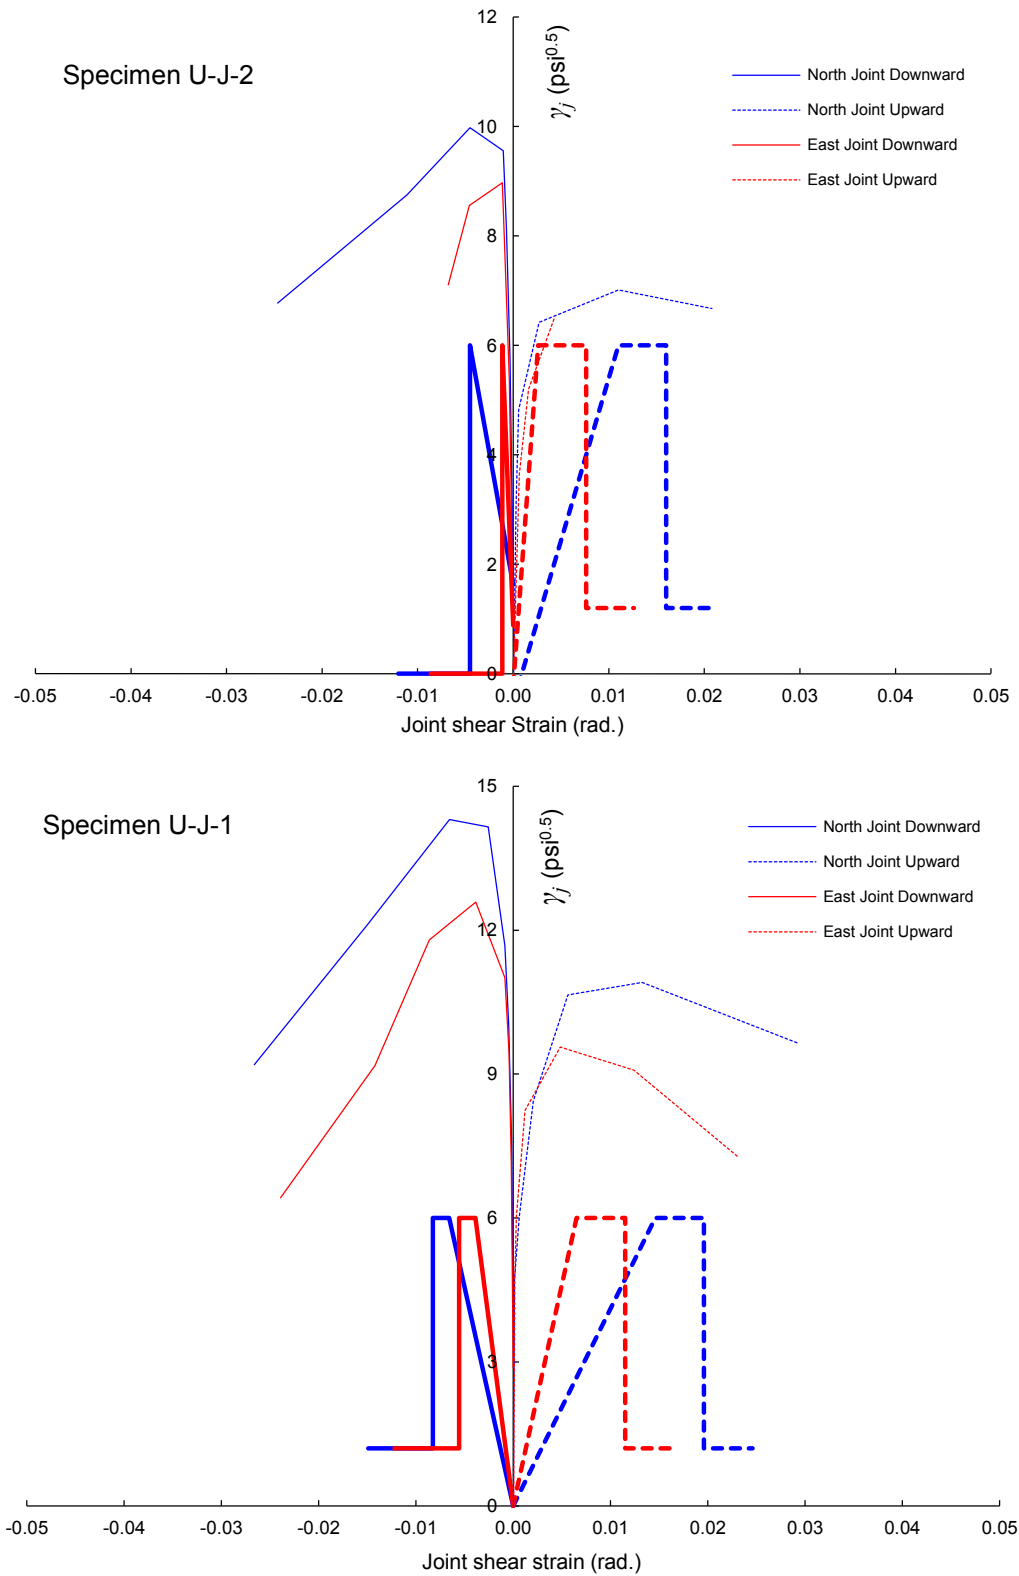 12
Specimen U-J-2
γj (psi^0.5)
North Joint Downward
North Joint Upward
East Joint Downward
East Joint Upward
10
8
6
4
2
0
-0.05 -0.04 -0.03 -0.02 -0.01 0.00 0.01 0.02 0.03 0.04 0.05
Joint shear Strain (rad.)
15
Specimen U-J-1
γj (psi^0.5)
North Joint Downward
North Joint Upward
East Joint Downward
East Joint Upward
12
9
6
3
0
-0.05 -0.04 -0.03 -0.02 -0.01 0.00 0.01 0.02 0.03 0.04 0.05
Joint shear strain (rad.)